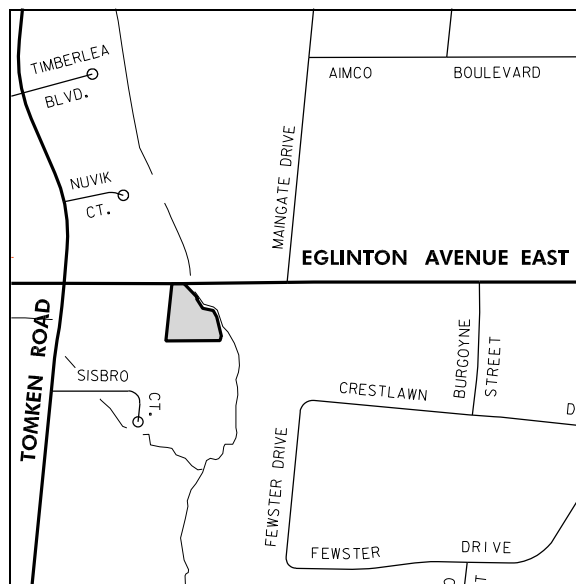 TIMBERLEA
BLVD.
AIMCO BOULEVARD
NUVIK
CT.
MAINGATE DRIVE
EGLINTON AVENUE EAST
TOMKEN ROAD
SISBRO
CT.
CRESTLAWN
BURGOYNE
STREET
D
FEWSTER DRIVE
FEWSTER DRIVE